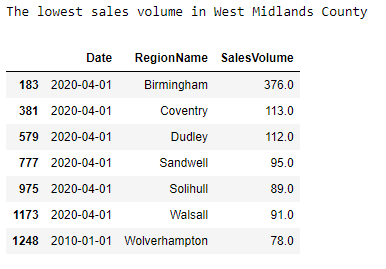 The lowest sales volume in West Midlands County
Date RegionName SalesVolume
183 2020-04-01 Birmingham 376.0
381 2020-04-01 Coventry 113.0
579 2020-04-01 Dudley 112.0
777 2020-04-01 Sandwell 95.0
975 2020-04-01 Solihull 89.0
1173 2020-04-01 Walsall 91.0
1248 2010-01-01 Wolverhampton 78.0